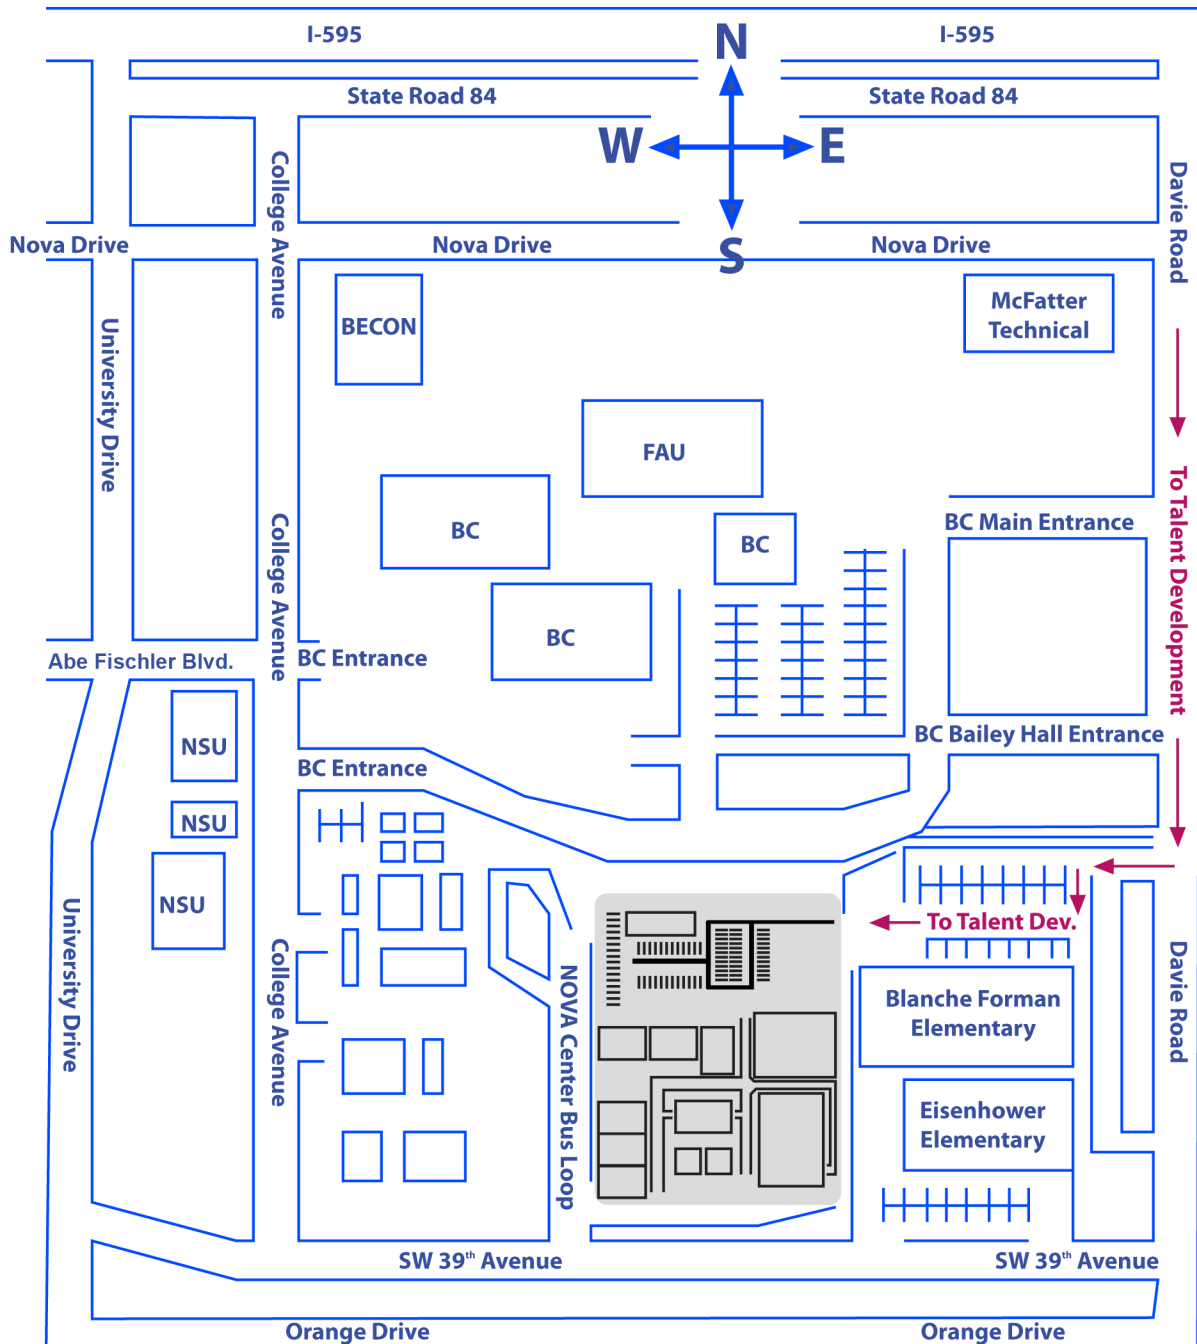 I-595
I-595
N
State Road 84
State Road 84
W
E
College Avenue
Davie Road
Nova Drive
Nova Drive
S
Nova Drive
BECON
McFatter
Technical
University Drive
FAU
To Talent Development
College Avenue
BC
BC
BC Main Entrance
BC
Abe Fischler Blvd.
BC Entrance
NSU
BC Bailey Hall Entrance
BC Entrance
NSU
NSU
University Drive
College Avenue
NOVA Center Bus Loop
To Talent Dev.
Davie Road
Blanche Forman
Elementary
Eisenhower
Elementary
SW 39th Avenue
SW 39th Avenue
Orange Drive
Orange Drive